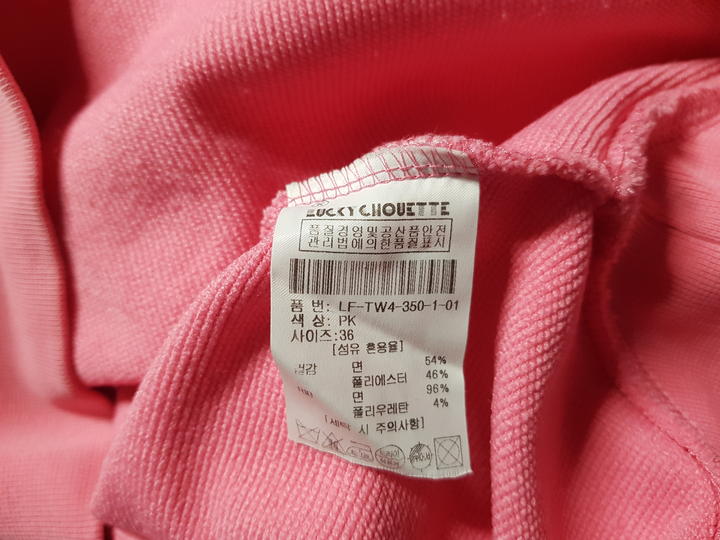 LUCKY CHOUETTE
품질경영및공산품안전
관리법에의한품질표시
품 번: LF-TW4-350-1-01
색 상: PK
사이즈:36
[섬유 혼용율]
겉감 면 54%
폴리에스터 46%
면 96%
폴리우레탄 4%
시 주의사항]